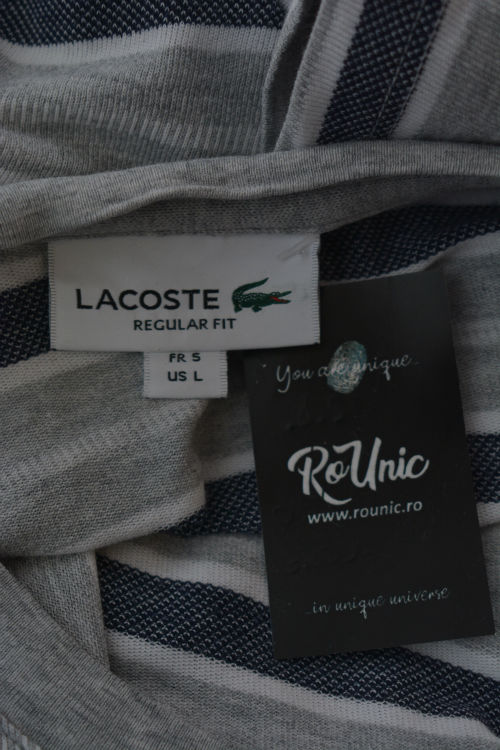 LACOSTE
REGULAR FIT
FR S
US L
You are unique..
RoUnic
www.rounic.ro
...in unique universe